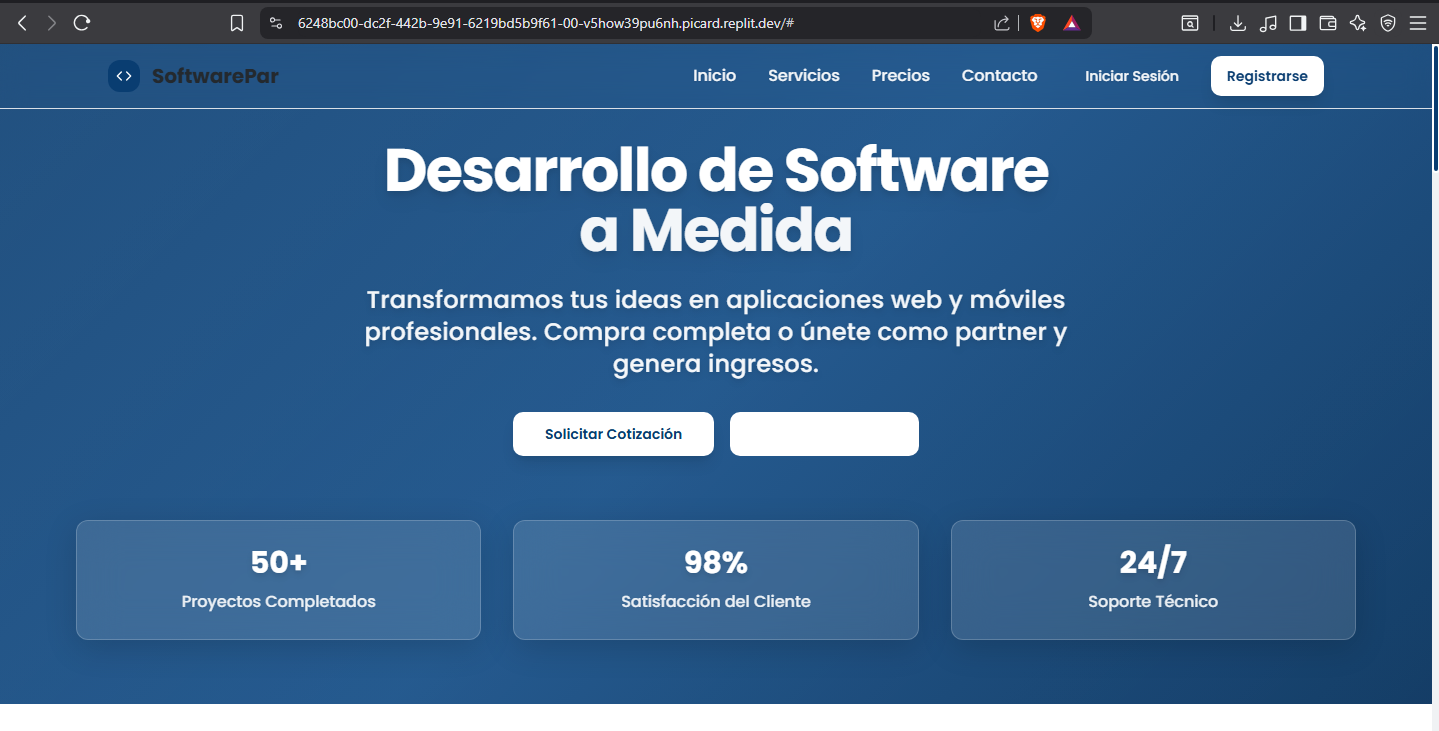 6248bc00-dc2f-442b-9e91-6219bd5b9f61-00-v5how39pu6nh.picard.replit.dev/#
<> SoftwarePar
Inicio Servicios Precios Contacto Iniciar Sesión Registrarse
Desarrollo de Software
a Medida
Transformamos tus ideas en aplicaciones web y móviles
profesionales. Compra completa o únete como partner y
genera ingresos.
Solicitar Cotización
50+
Proyectos Completados
98%
Satisfacción del Cliente
24/7
Soporte Técnico